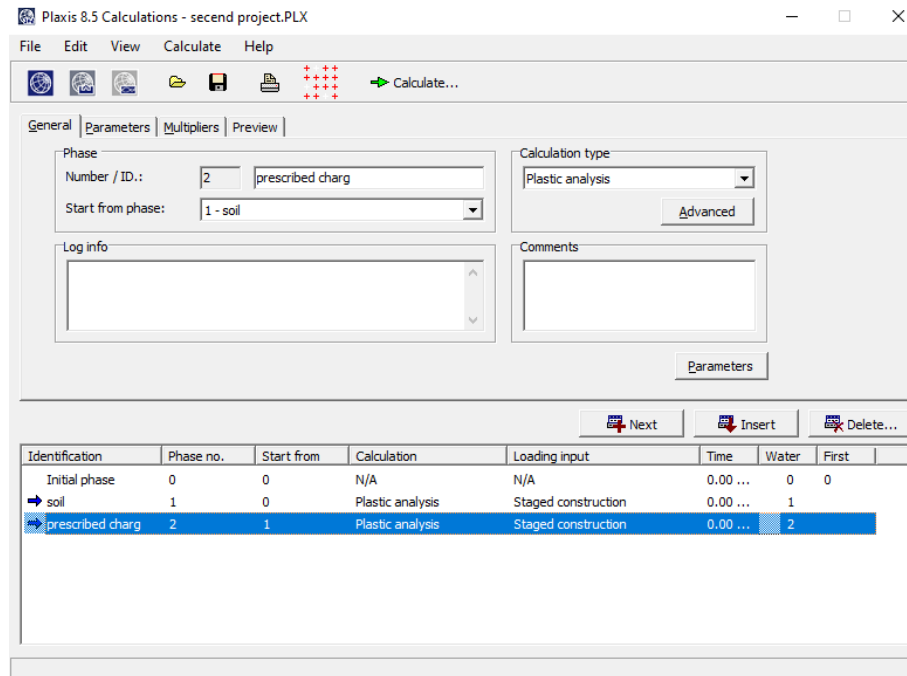 Plaxis 8.5 Calculations - secend project.PLX
File Edit View Calculate Help
Calculate...
General Parameters Multipliers Preview
Phase
Number / ID.: 2 prescribed charg
Start from phase: 1 - soil
Calculation type
Plastic analysis
Advanced
Log info
Comments
Parameters
Next Insert Delete...
Identification Phase no. Start from Calculation Loading input Time Water First
Initial phase 0 0 N/A N/A 0.00 ... 0 0
soil 1 0 Plastic analysis Staged construction 0.00 ... 1
prescribed charg 2 1 Plastic analysis Staged construction 0.00 ... 2